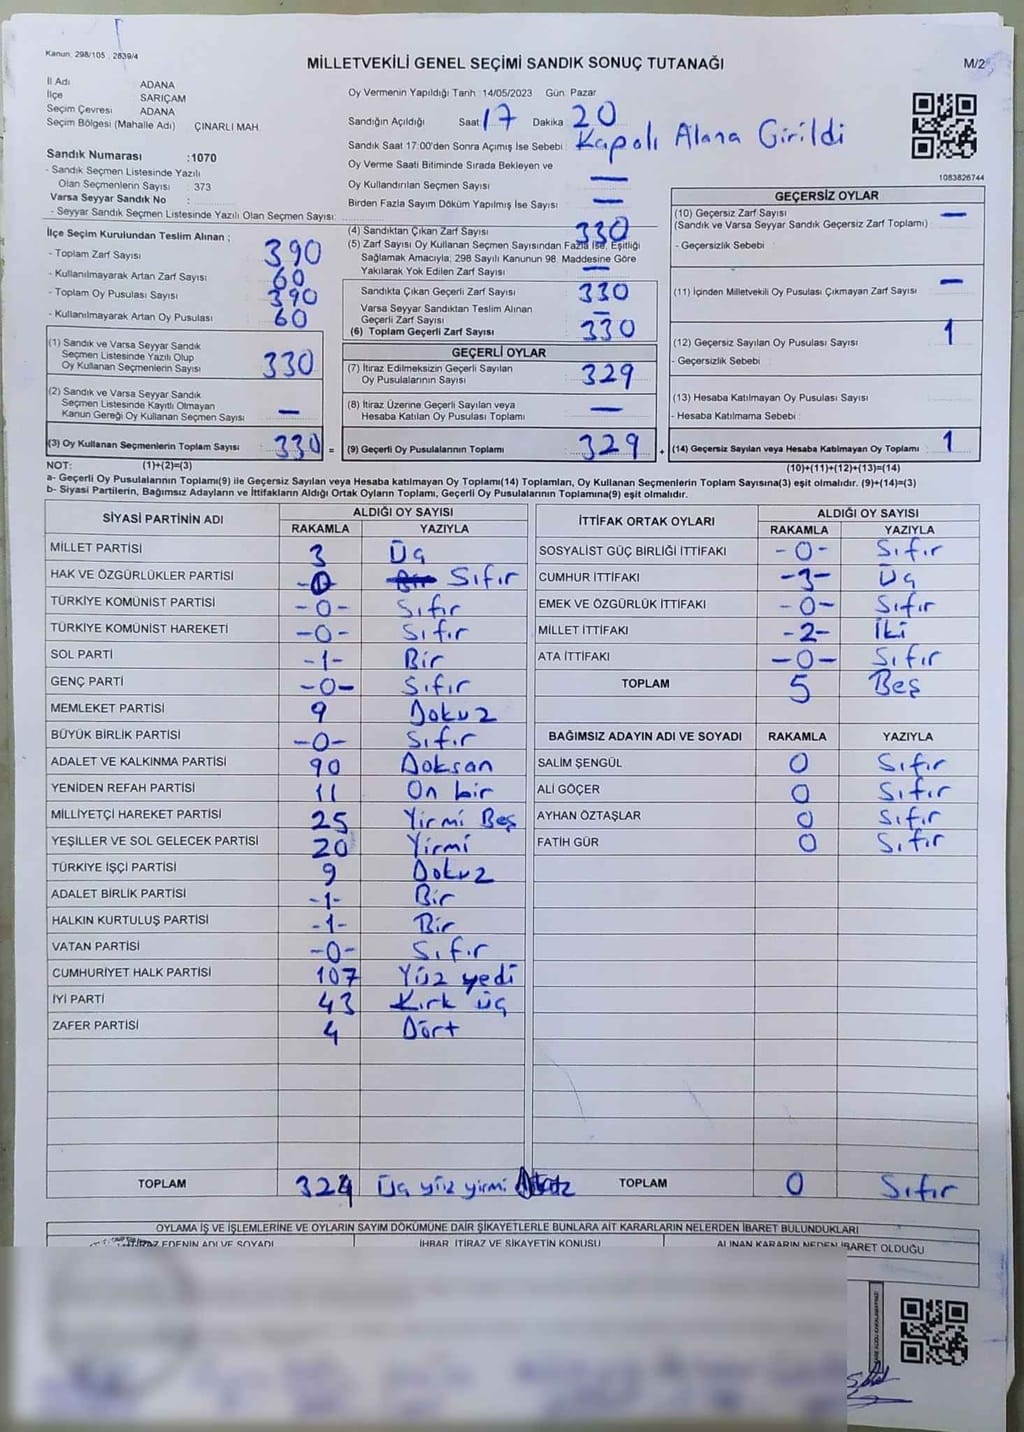 Kanun. 298/105 , 2839/4
MİLLETVEKİLİ GENEL SEÇİMİ SANDIK SONUÇ TUTANAĞI
M/2
İl Adı ADANA
İlçe SARIÇAM
Seçim Çevresi ADANA
Seçim Bölgesi (Mahalle Adı) ÇINARLI MAH
Sandık Numarası :1070
- Sandık Seçmen Listesinde Yazılı
Olan Seçmenlerin Sayısı : 373
Varsa Seyyar Sandık No :
- Seyyar Sandık Seçmen Listesinde Yazılı Olan Seçmen Sayısı:
Oy Vermenin Yapıldığı Tarih :14/05/2023 Gün: Pazar
Sandığın Açıldığı Saat 17 Dakika 20
Sandık Saat 17:00'den Sonra Açımış İse Sebebi : Kapalı Alana Girildi
Oy Verme Saati Bitiminde Sırada Bekleyen ve
Oy Kullandırılan Seçmen Sayısı : —
Birden Fazla Sayım Döküm Yapılmış İse Sayısı : —
1083826744
İlçe Seçim Kurulundan Teslim Alınan ;
- Toplam Zarf Sayısı : 390
- Kullanılmayarak Artan Zarf Sayısı : 60
- Toplam Oy Pusulası Sayısı : 390
- Kullanılmayarak Artan Oy Pusulası : 60
(1) Sandık ve Varsa Seyyar Sandık
Seçmen Listesinde Yazılı Olup
Oy Kullanan Seçmenlerin Sayısı : 330
(2) Sandık ve Varsa Seyyar Sandık
Seçmen Listesinde Kayıtlı Olmayan
Kanun Gereği Oy Kullanan Seçmen Sayısı : —
(3) Oy Kullanan Seçmenlerin Toplam Sayısı : 330 =
(4) Sandıktan Çıkan Zarf Sayısı : 330
(5) Zarf Sayısı Oy Kullanan Seçmen Sayısından Fazla İse, Eşitliği
Sağlamak Amacıyla; 298 Sayılı Kanunun 98. Maddesine Göre
Yakılarak Yok Edilen Zarf Sayısı : —
Sandıkta Çıkan Geçerli Zarf Sayısı : 330
Varsa Seyyar Sandıktan Teslim Alınan
Geçerli Zarf Sayısı : —
(6) Toplam Geçerli Zarf Sayısı : 330
GEÇERLİ OYLAR
(7) İtiraz Edilmeksizin Geçerli Sayılan
Oy Pusulalarının Sayısı : 329
(8) İtiraz Üzerine Geçerli Sayılan veya
Hesaba Katılan Oy Pusulası Toplamı : —
(9) Geçerli Oy Pusulalarının Toplamı : 329 +
GEÇERSİZ OYLAR
(10) Geçersiz Zarf Sayısı : —
(Sandık ve Varsa Seyyar Sandık Geçersiz Zarf Toplamı)
- Geçersizlik Sebebi :
(11) İçinden Milletvekili Oy Pusulası Çıkmayan Zarf Sayısı : —
(12) Geçersiz Sayılan Oy Pusulası Sayısı : 1
- Geçersizlik Sebebi :
(13) Hesaba Katılmayan Oy Pusulası Sayısı :
- Hesaba Katılmama Sebebi :
(14) Geçersiz Sayılan veya Hesaba Katılmayan Oy Toplamı : 1
NOT: (1)+(2)=(3) (10)+(11)+(12)+(13)=(14)
a- Geçerli Oy Pusulalarının Toplamı(9) ile Geçersiz Sayılan veya Hesaba katılmayan Oy Toplamı(14) Toplamları, Oy Kullanan Seçmenlerin Toplam Sayısına(3) eşit olmalıdır. (9)+(14)=(3)
b- Siyasi Partilerin, Bağımsız Adayların ve İttifakların Aldığı Ortak Oyların Toplamı, Geçerli Oy Pusulalarının Toplamına(9) eşit olmalıdır.
SİYASİ PARTİNİN ADI ALDIĞI OY SAYISI
RAKAMLA YAZIYLA
MİLLET PARTİSİ 3 Üç
HAK VE ÖZGÜRLÜKLER PARTİSİ -0- Sıfır
TÜRKİYE KOMÜNİST PARTİSİ -0- Sıfır
TÜRKİYE KOMÜNİST HAREKETİ -0- Sıfır
SOL PARTİ -1- Bir
GENÇ PARTİ -0- Sıfır
MEMLEKET PARTİSİ 9 Dokuz
BÜYÜK BİRLİK PARTİSİ -0- Sıfır
ADALET VE KALKINMA PARTİSİ 90 Doksan
YENİDEN REFAH PARTİSİ 11 On bir
MİLLİYETÇİ HAREKET PARTİSİ 25 Yirmi Beş
YEŞİLLER VE SOL GELECEK PARTİSİ 20 Yirmi
TÜRKİYE İŞÇİ PARTİSİ 9 Dokuz
ADALET BİRLİK PARTİSİ -1- Bir
HALKIN KURTULUŞ PARTİSİ -1- Bir
VATAN PARTİSİ -0- Sıfır
CUMHURİYET HALK PARTİSİ 107 Yüz yedi
İYİ PARTİ 43 Kırk üç
ZAFER PARTİSİ 4 Dört
TOPLAM 324 Üç yüz yirmi
İTTİFAK ORTAK OYLARI ALDIĞI OY SAYISI
RAKAMLA YAZIYLA
SOSYALİST GÜÇ BİRLİĞİ İTTİFAKI -0- Sıfır
CUMHUR İTTİFAKI -3- Üç
EMEK VE ÖZGÜRLÜK İTTİFAKI -0- Sıfır
MİLLET İTTİFAKI -2- İki
ATA İTTİFAKI -0- Sıfır
TOPLAM 5 Beş
BAĞIMSIZ ADAYIN ADI VE SOYADI RAKAMLA YAZIYLA
SALİM ŞENGÜL 0 Sıfır
ALİ GÖÇER 0 Sıfır
AYHAN ÖZTAŞLAR 0 Sıfır
FATİH GÜR 0 Sıfır
TOPLAM 0 Sıfır
OYLAMA İŞ VE İŞLEMLERİNE VE OYLARIN SAYIM DÖKÜMÜNE DAİR ŞİKAYETLERLE BUNLARA AİT KARARLARIN NELERDEN İBARET BULUNDUKLARI
EDENİN ADI VE SOYADI İHBAR, İTİRAZ VE ŞİKAYETİN KONUSU ALINAN KARARIN NEDEN İBARET OLDUĞU